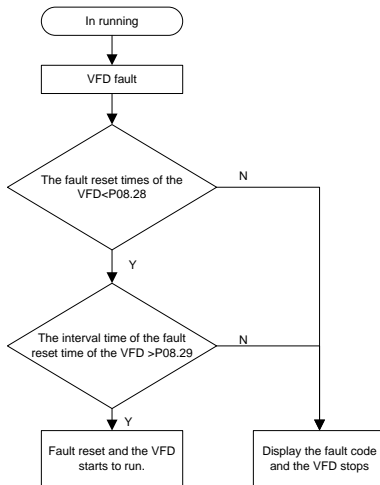 In running
VFD fault
The fault reset times of the
VFD<P08.28
N
Y
The interval time of the fault
reset time of the VFD >P08.29
N
Y
Fault reset and the VFD
starts to run.
Display the fault code
and the VFD stops